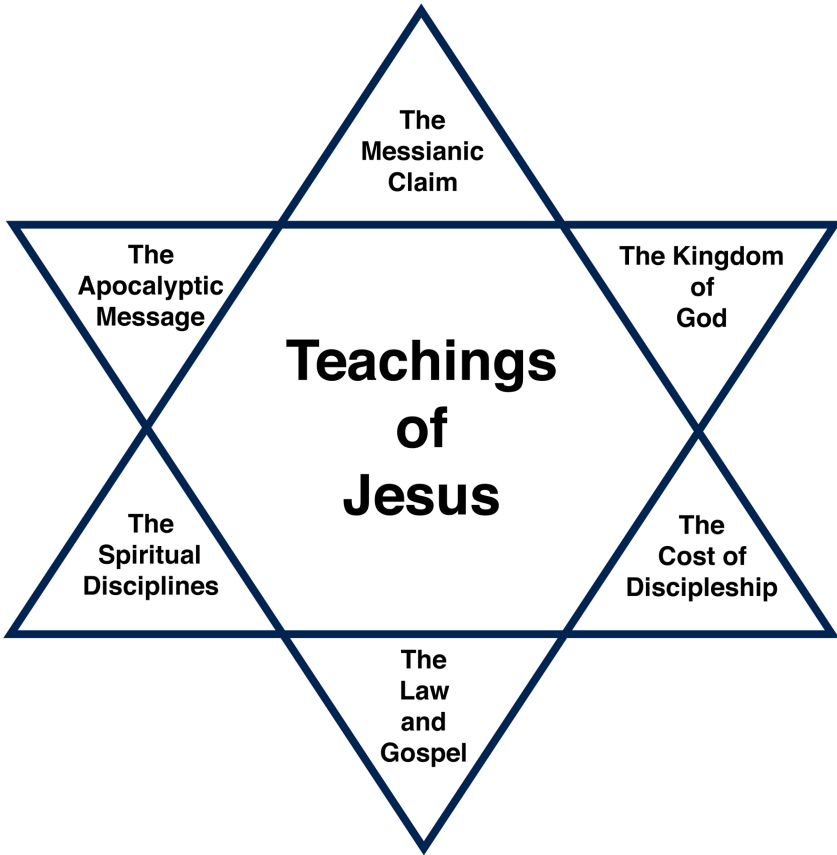 The
Messianic
Claim
The
Apocalyptic
Message
The Kingdom
of
God
Teachings
of
Jesus
The
Spiritual
Disciplines
The
Cost of
Discipleship
The
Law
and
Gospel